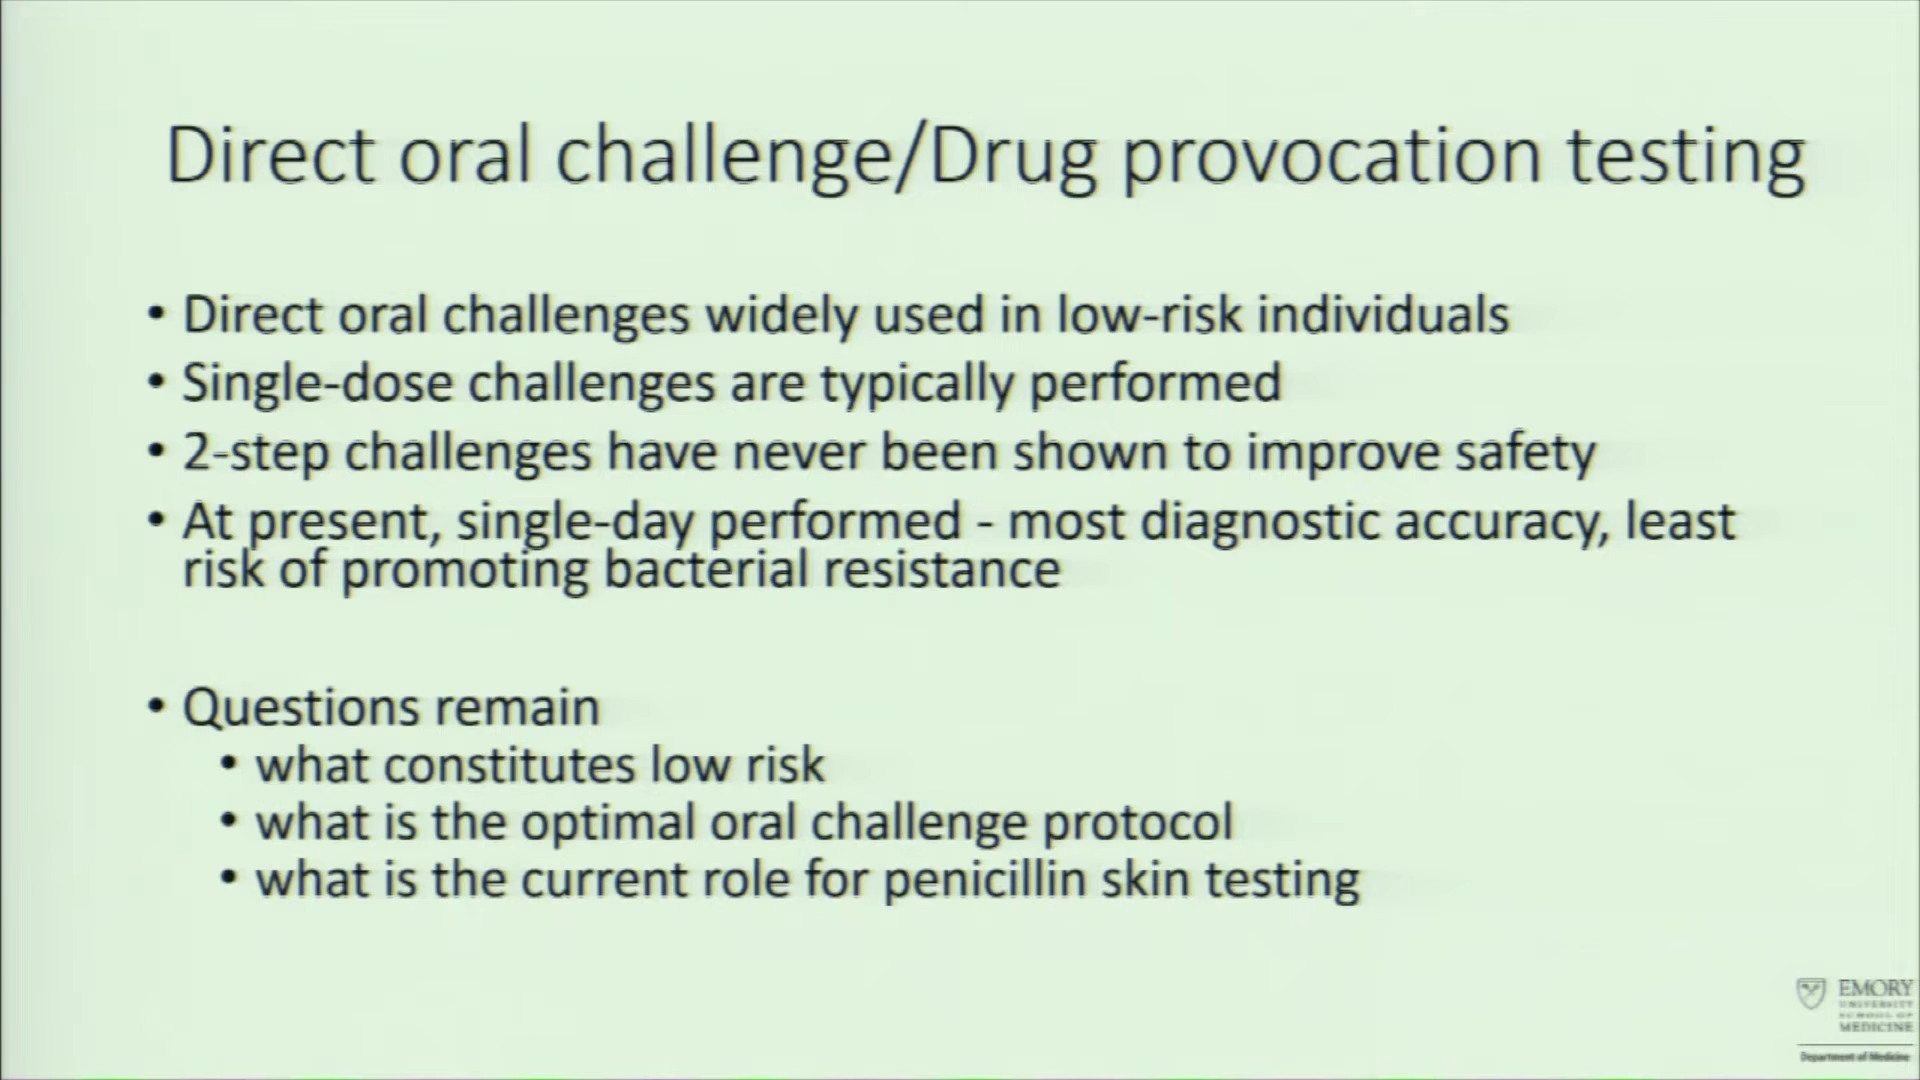 Direct oral challenge/Drug provocation testing
• Direct oral challenges widely used in low-risk individuals
• Single-dose challenges are typically performed
• 2-step challenges have never been shown to improve safety
• At present, single-day performed - most diagnostic accuracy, least
risk of promoting bacterial resistance
• Questions remain
• what constitutes low risk
• what is the optimal oral challenge protocol
• what is the current role for penicillin skin testing
EMORY
UNIVERSITY
SCHOOL OF
MEDICINE
Department of Medicine